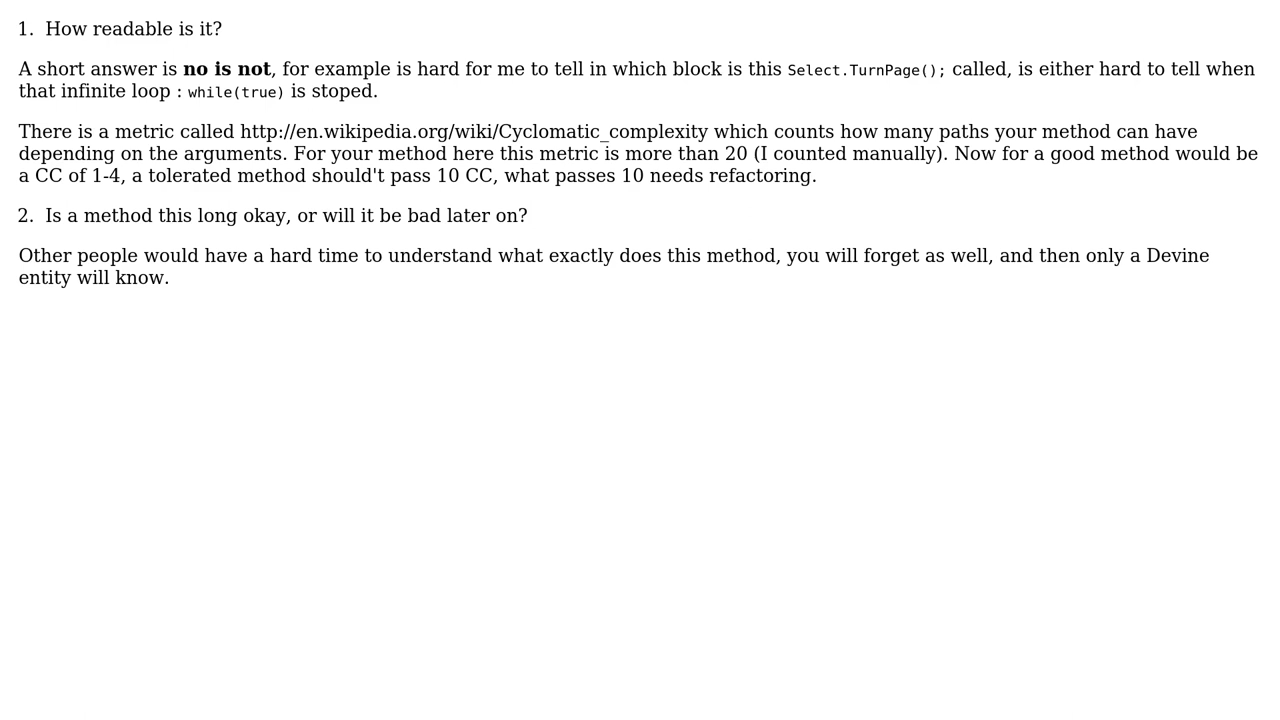 1. How readable is it?
A short answer is no is not, for example is hard for me to tell in which block is this Select.TurnPage(); called, is either hard to tell when
that infinite loop : while(true) is stoped.
There is a metric called http://en.wikipedia.org/wiki/Cyclomatic_complexity which counts how many paths your method can have
depending on the arguments. For your method here this metric is more than 20 (I counted manually). Now for a good method would be
a CC of 1-4, a tolerated method should't pass 10 CC, what passes 10 needs refactoring.
2. Is a method this long okay, or will it be bad later on?
Other people would have a hard time to understand what exactly does this method, you will forget as well, and then only a Devine
entity will know.